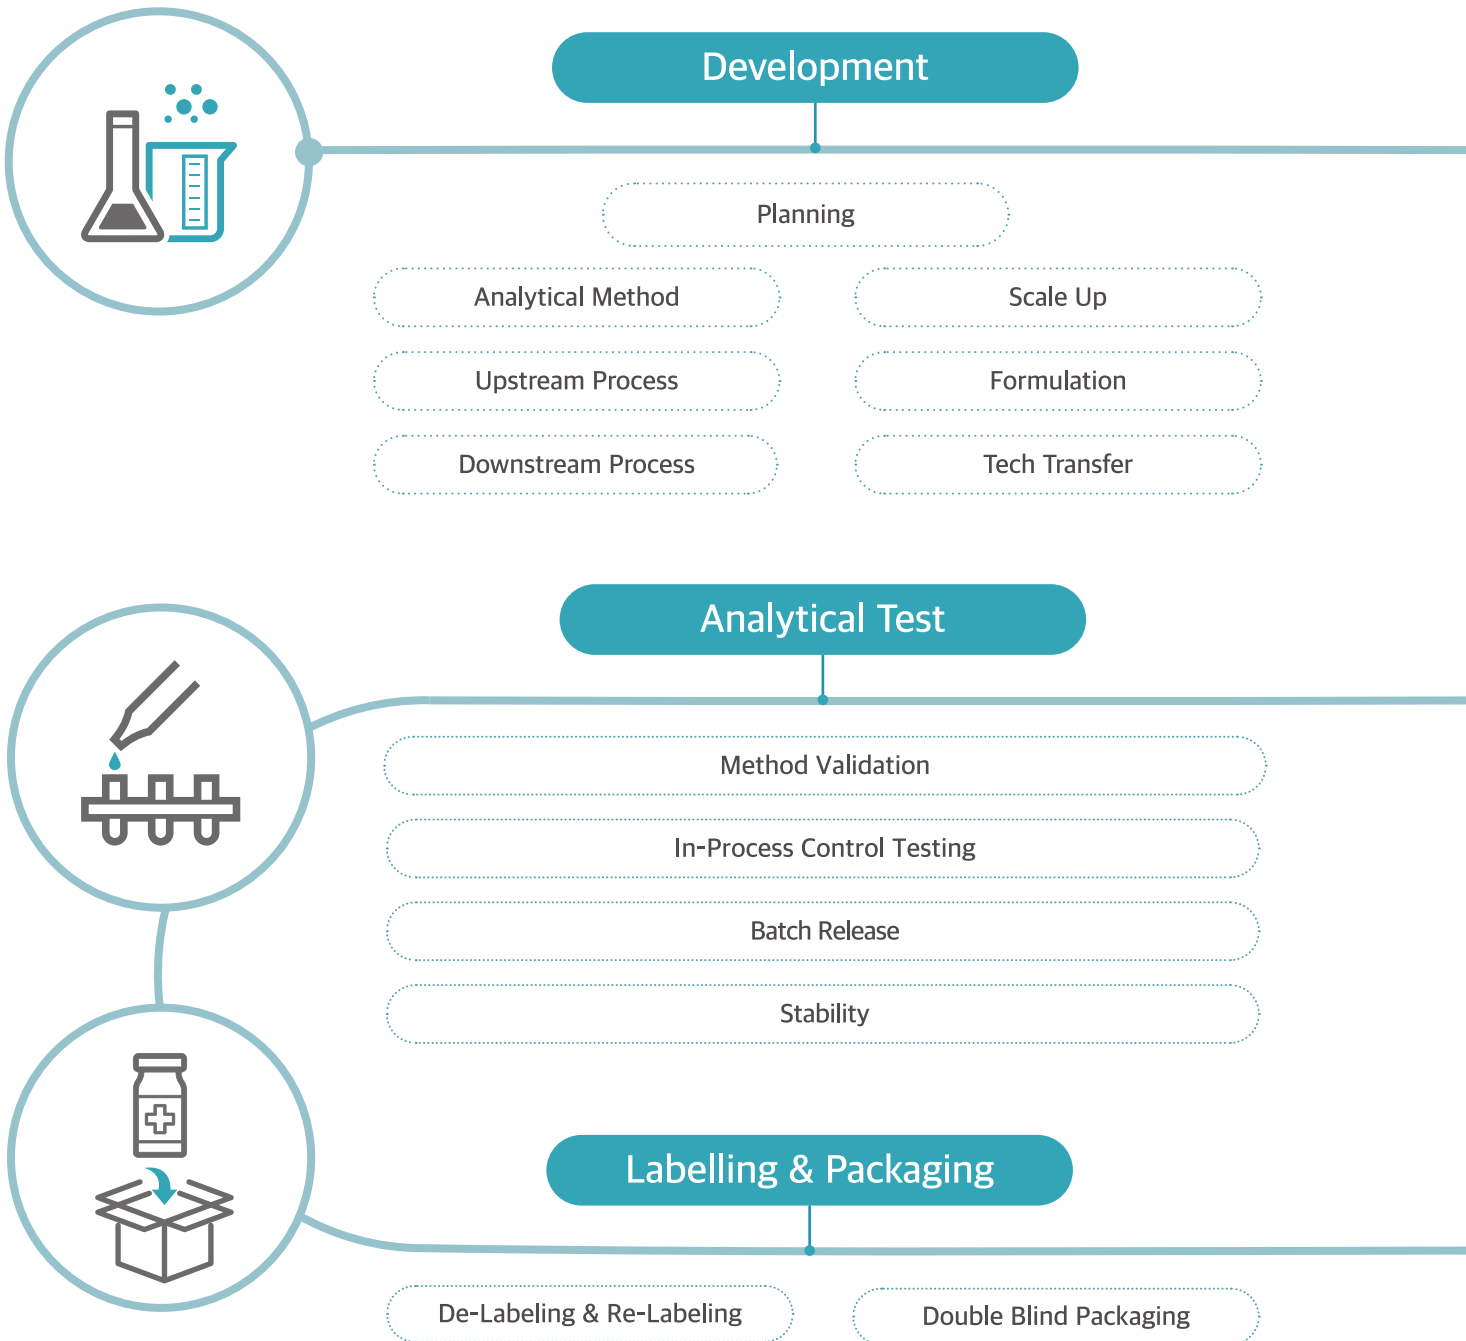 Development
Planning
Analytical Method
Scale Up
Upstream Process
Formulation
Downstream Process
Tech Transfer
Analytical Test
Method Validation
In-Process Control Testing
Batch Release
Stability
Labelling & Packaging
De-Labeling & Re-Labeling
Double Blind Packaging